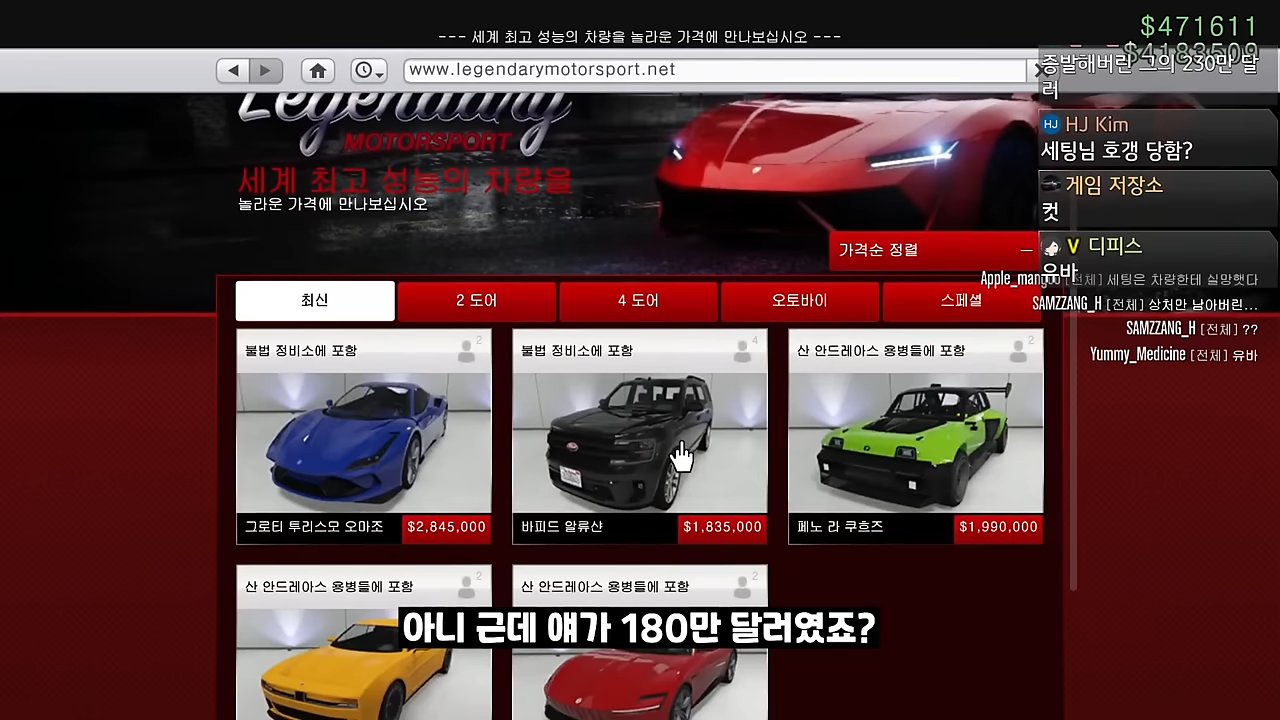 --- 세계 최고 성능의 차량을 놀라운 가격에 만나보십시오 ---
$471611
$4183509
www.legendarymotorsport.net
증발해버린 그의 230만 달
러
HJ HJ Kim
세팅님 호갱 당함?
게임 저장소
컷
V 디피스
유바
Legendary
MOTORSPORT
세계 최고 성능의 차량을
놀라운 가격에 만나보십시오
가격순 정렬
[전체] 세팅은 차량한테 실망했다
SAMZZANG_H [전체] 상처만 남아버린...
SAMZZANG_H [전체] ??
Yummy_Medicine [전체] 유바
최신
2 도어
4 도어
오토바이
스페셜
불법 정비소에 포함 2
불법 정비소에 포함 4
산 안드레아스 용병들에 포함 2
그로티 투리스모 오마조 $2,845,000
바피드 알류샨 $1,835,000
페노 라 쿠흐즈 $1,990,000
산 안드레아스 용병들에 포함 2
산 안드레아스 용병들에 포함 2
아니 근데 얘가 180만 달러였죠?